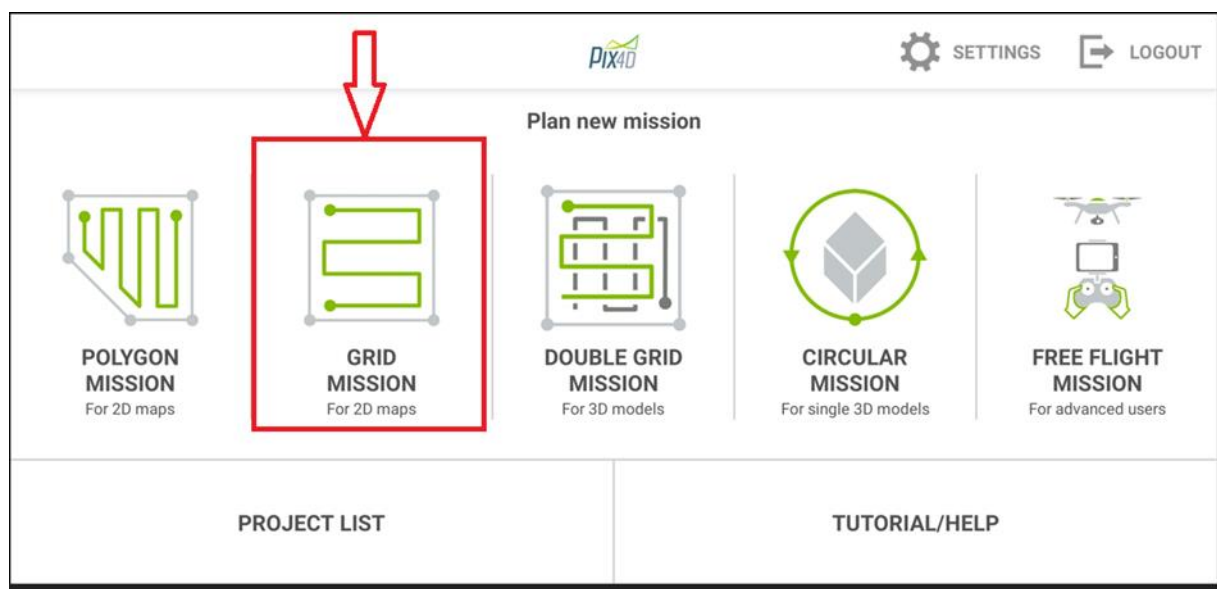 PIX4D
SETTINGS
LOGOUT
Plan new mission
POLYGON
MISSION
For 2D maps
GRID
MISSION
For 2D maps
DOUBLE GRID
MISSION
For 3D models
CIRCULAR
MISSION
For single 3D models
FREE FLIGHT
MISSION
For advanced users
PROJECT LIST
TUTORIAL/HELP